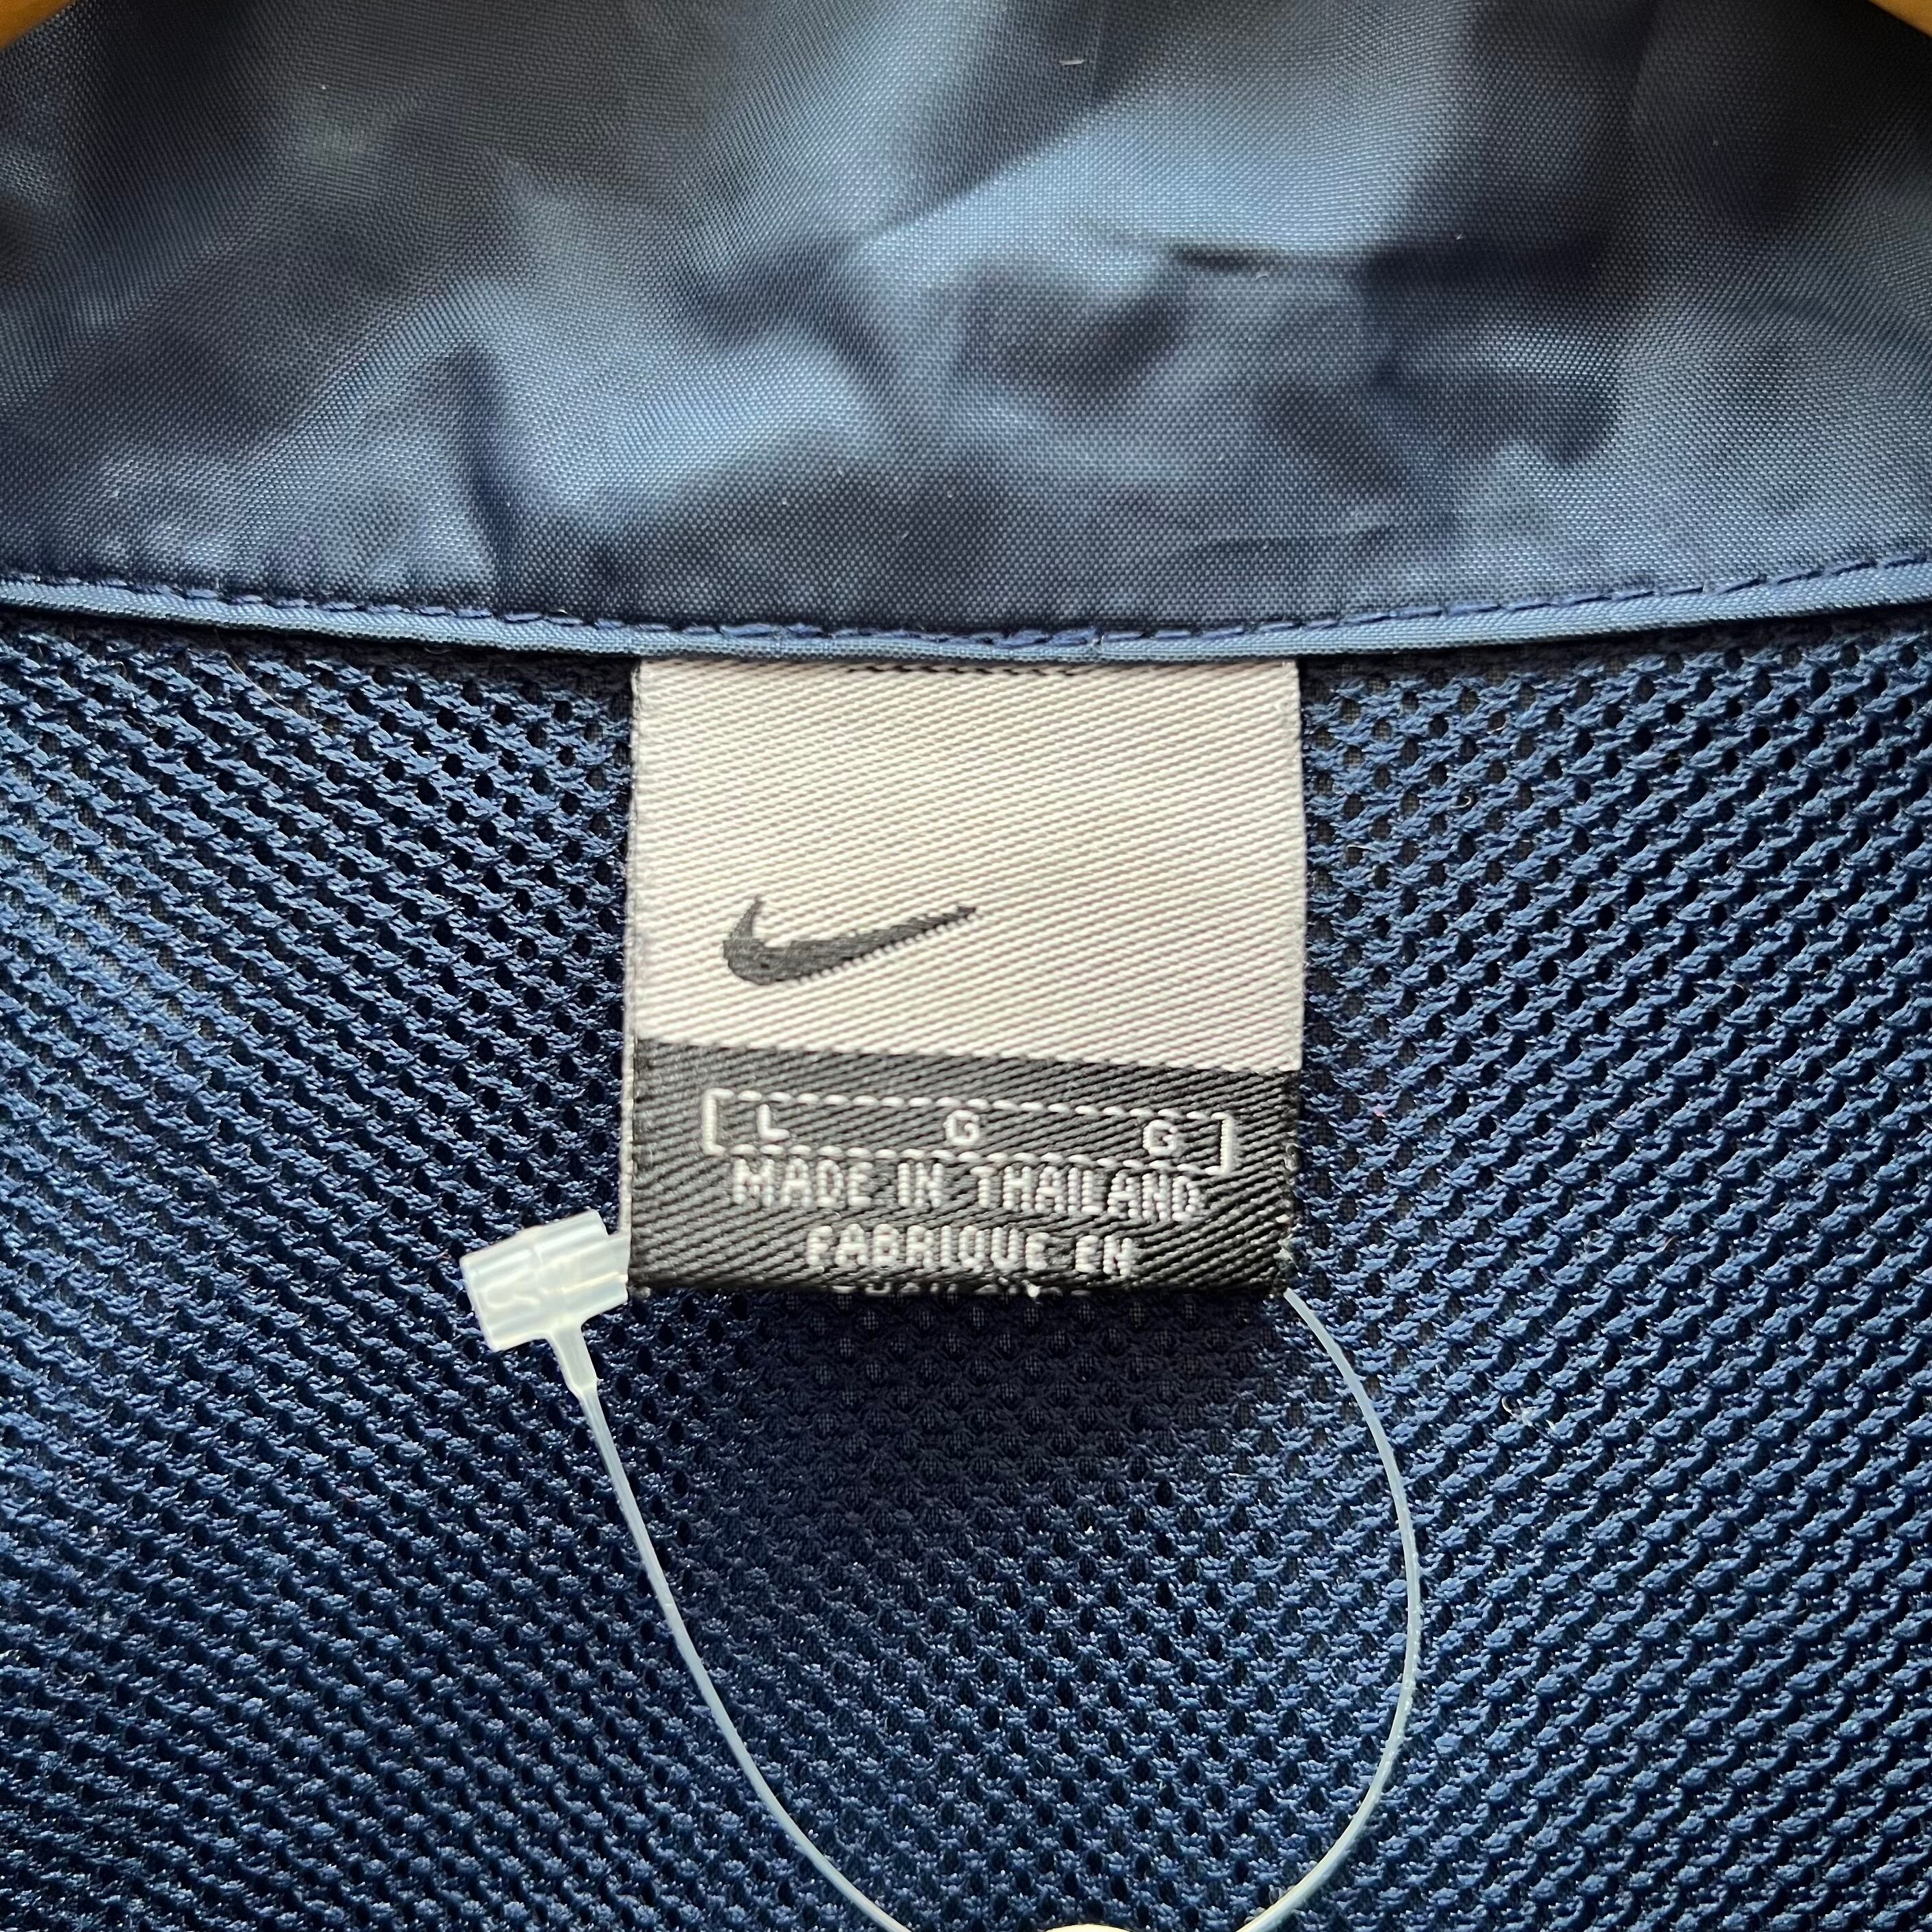 L G G
MADE IN THAILAND
FABRIQUE EN